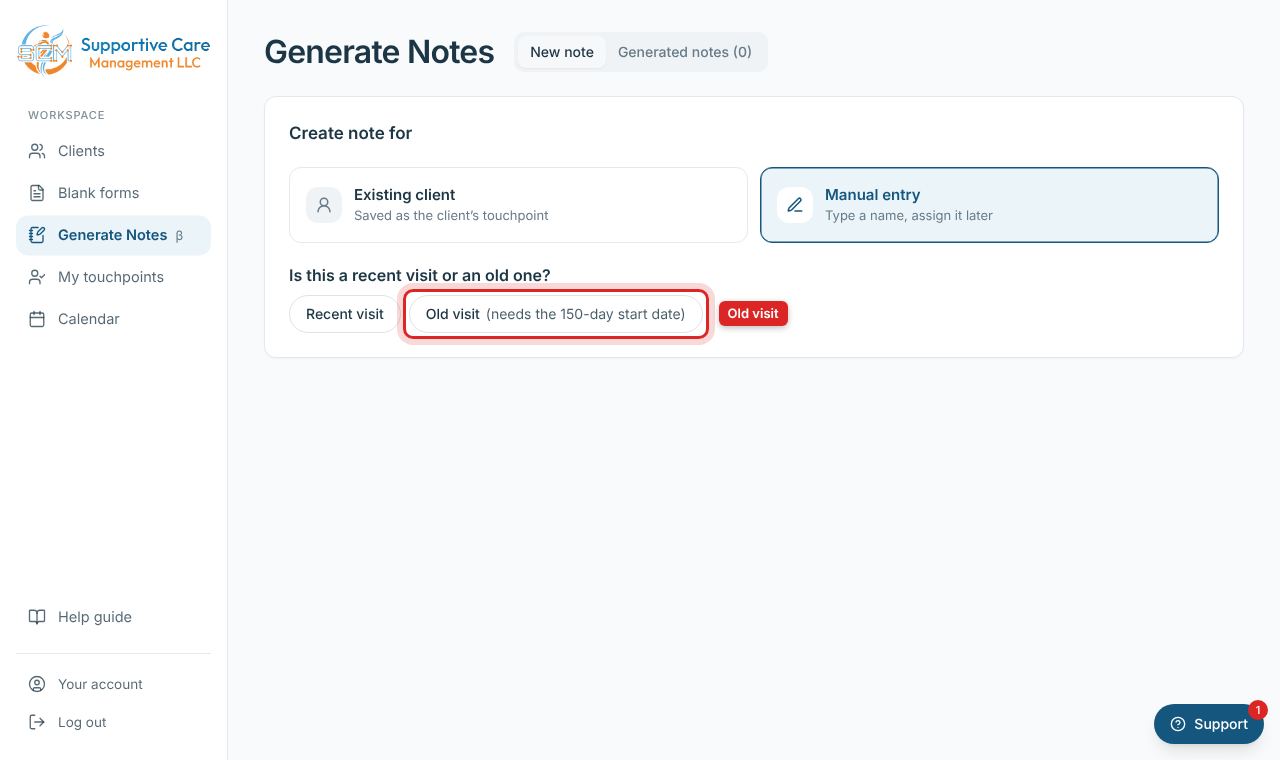 SCM Supportive Care
Management LLC
WORKSPACE
Clients
Blank forms
Generate Notes β
My touchpoints
Calendar
Help guide
Your account
Log out
Generate Notes
New note
Generated notes (0)
Create note for
Existing client
Saved as the client’s touchpoint
Manual entry
Type a name, assign it later
Is this a recent visit or an old one?
Recent visit
Old visit (needs the 150-day start date)
Old visit
Support
1